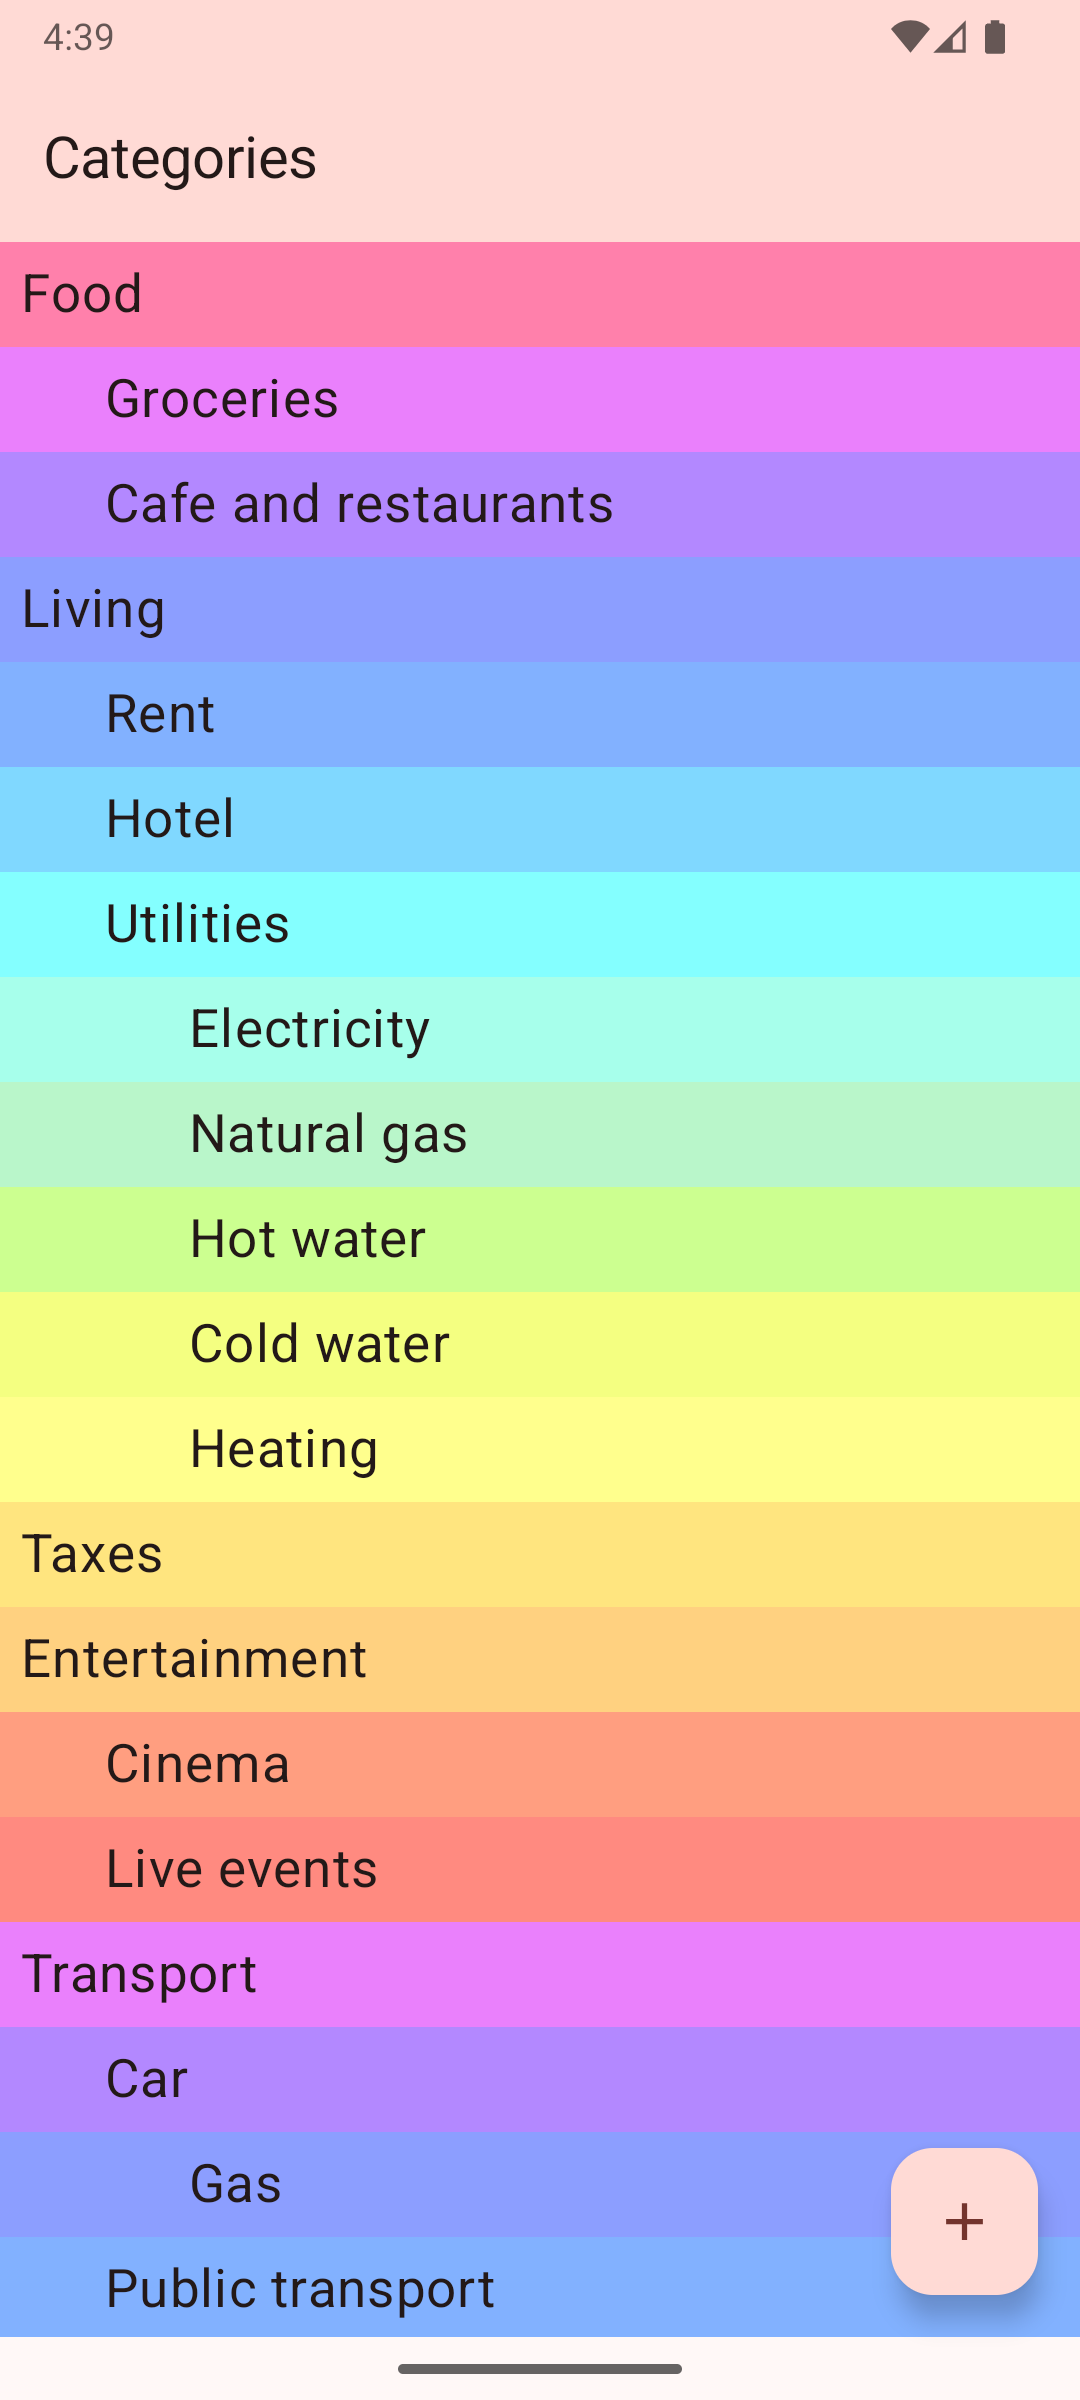 4:39
Categories
Food
Groceries
Cafe and restaurants
Living
Rent
Hotel
Utilities
Electricity
Natural gas
Hot water
Cold water
Heating
Taxes
Entertainment
Cinema
Live events
Transport
Car
Gas
Public transport